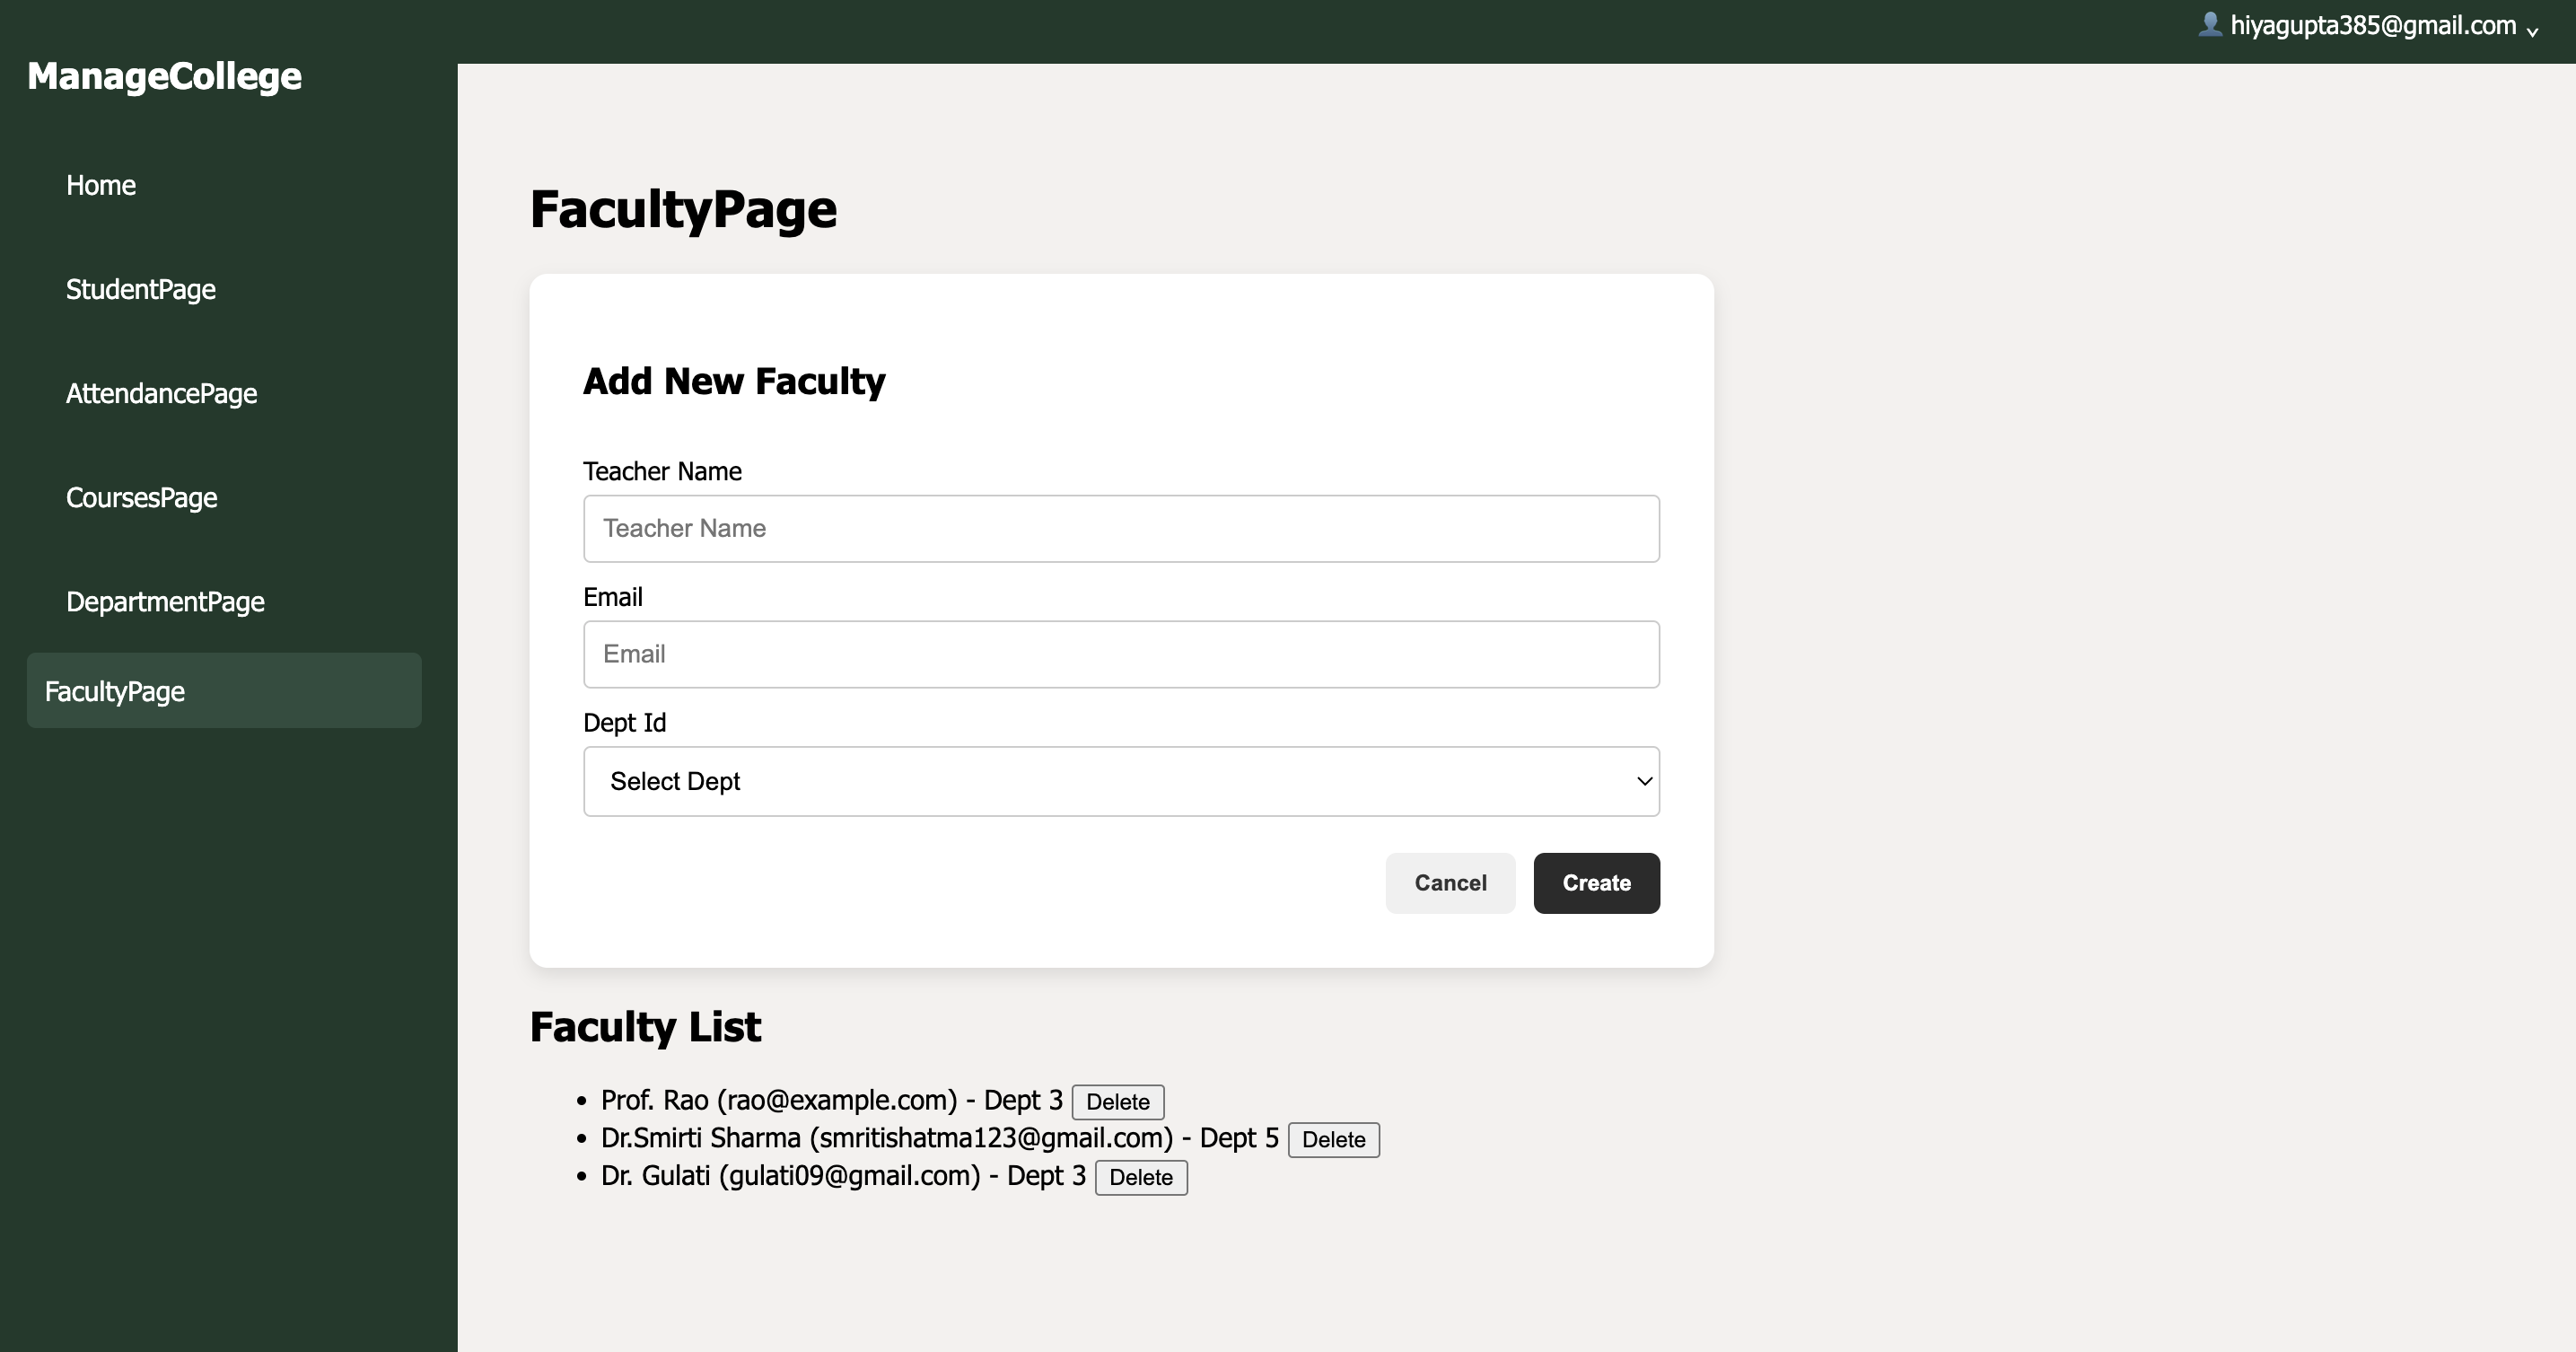 hiyagupta385@gmail.com
ManageCollege
Home
StudentPage
AttendancePage
CoursesPage
DepartmentPage
FacultyPage
FacultyPage
Add New Faculty
Teacher Name
Teacher Name
Email
Email
Dept Id
Select Dept
Cancel Create
Faculty List
• Prof. Rao (rao@example.com) - Dept 3 Delete
• Dr.Smirti Sharma (smritishatma123@gmail.com) - Dept 5 Delete
• Dr. Gulati (gulati09@gmail.com) - Dept 3 Delete